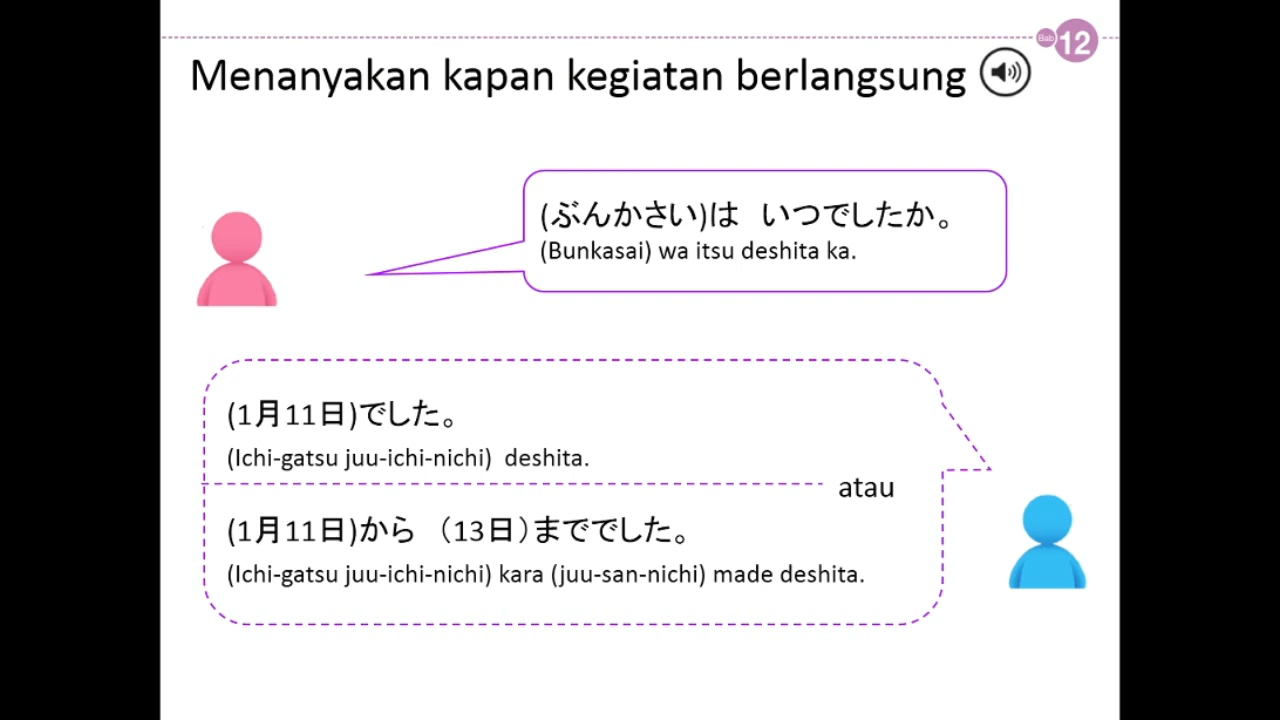 Bab 12
Menanyakan kapan kegiatan berlangsung
(ぶんかさい)は　いつでしたか。
(Bunkasai) wa itsu deshita ka.
(1月11日)でした。
(Ichi-gatsu juu-ichi-nichi) deshita.
atau
(1月11日)から　（13日）まででした。
(Ichi-gatsu juu-ichi-nichi) kara (juu-san-nichi) made deshita.